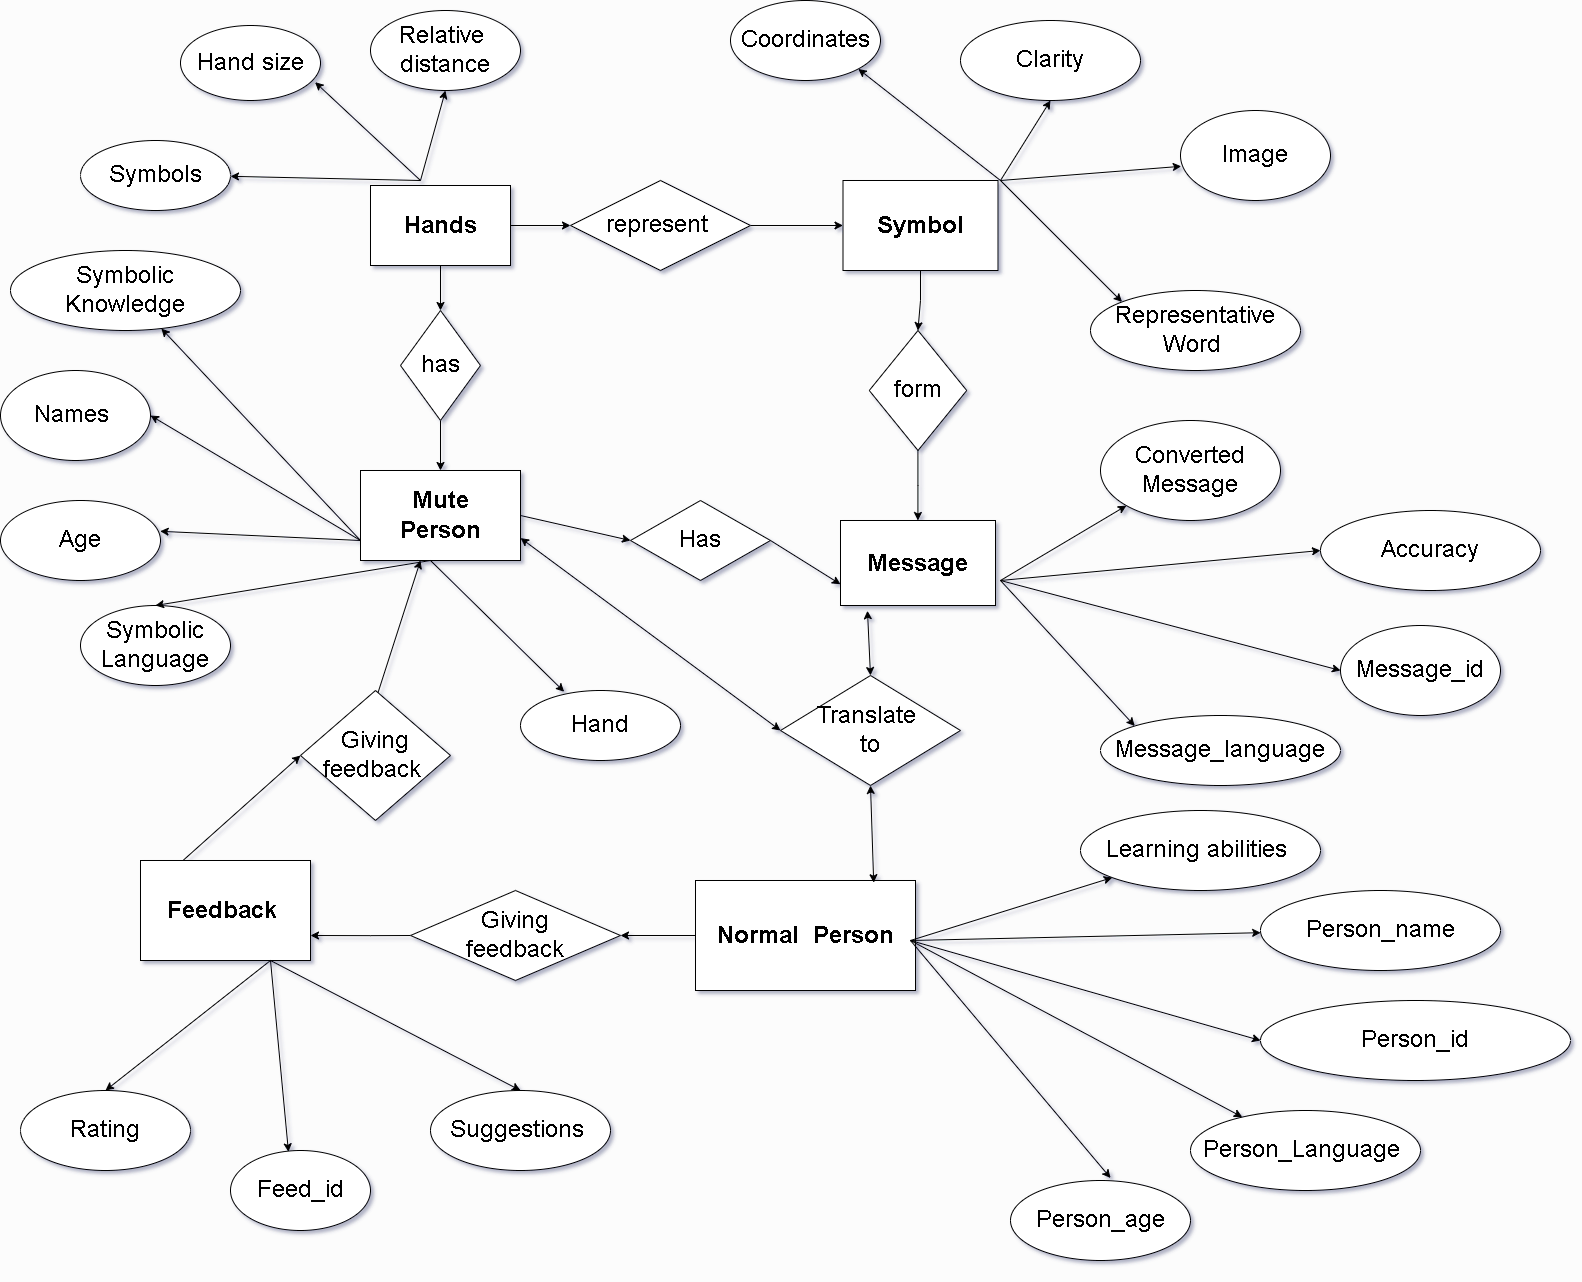 Relative
distance
Hand size
Coordinates
Clarity
Image
Symbols
Hands
represent
Symbol
Symbolic
Knowledge
Representative
Word
has
form
Names
Converted
Message
Mute
Person
Age
Has
Message
Accuracy
Symbolic
Language
Message_id
Hand
Translate
to
Giving
feedback
Message_language
Learning abilities
Feedback
Giving
feedback
Normal  Person
Person_name
Person_id
Rating
Suggestions
Person_Language
Feed_id
Person_age